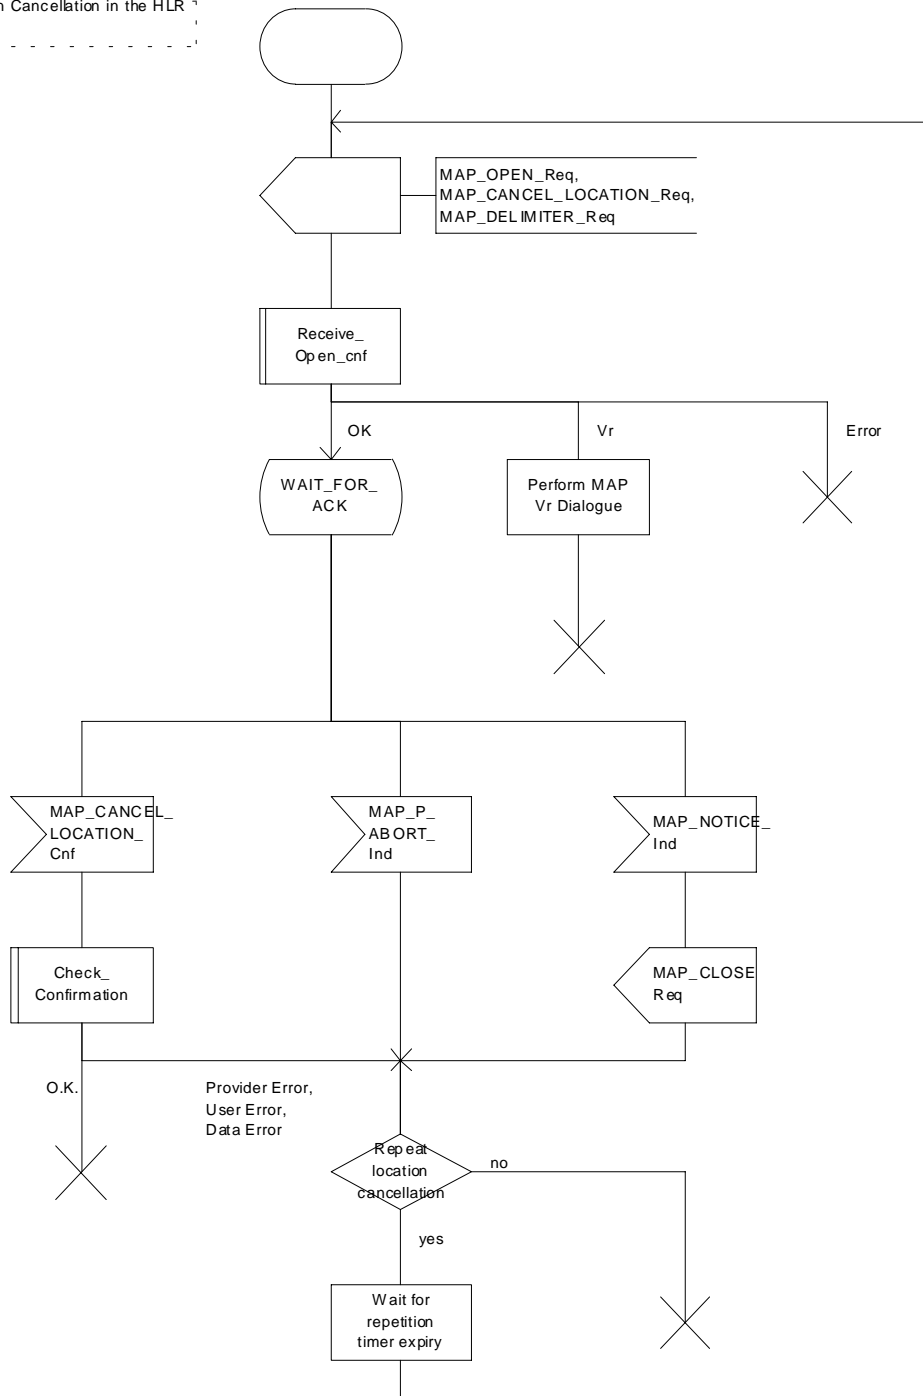 n Cancellation in the HLR
MAP_OPEN_Req,
MAP_CANCEL_LOCATION_Req,
MAP_DELIMITER_Req
Receive_
Open_cnf
OK
Vr
Error
WAIT_FOR_
ACK
Perform MAP
Vr Dialogue
MAP_CANCEL_
LOCATION_
Cnf
MAP_P_
ABORT_
Ind
MAP_NOTICE_
Ind
Check_
Confirmation
MAP_CLOSE
Req
O.K.
Provider Error,
User Error,
Data Error
Repeat
location
cancellation
no
yes
Wait for
repetition
timer expiry